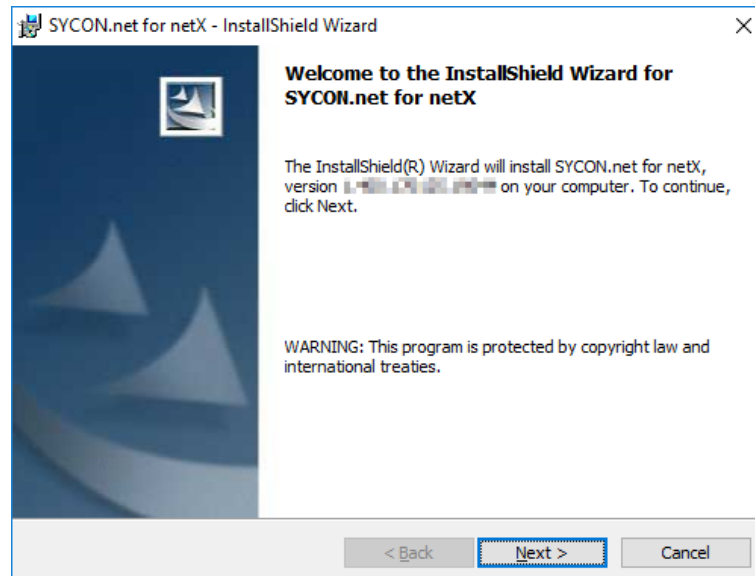 SYCON.net for netX - InstallShield Wizard
Welcome to the InstallShield Wizard for
SYCON.net for netX
The InstallShield(R) Wizard will install SYCON.net for netX,
version on your computer. To continue,
click Next.
WARNING: This program is protected by copyright law and
international treaties.
< Back
Next >
Cancel